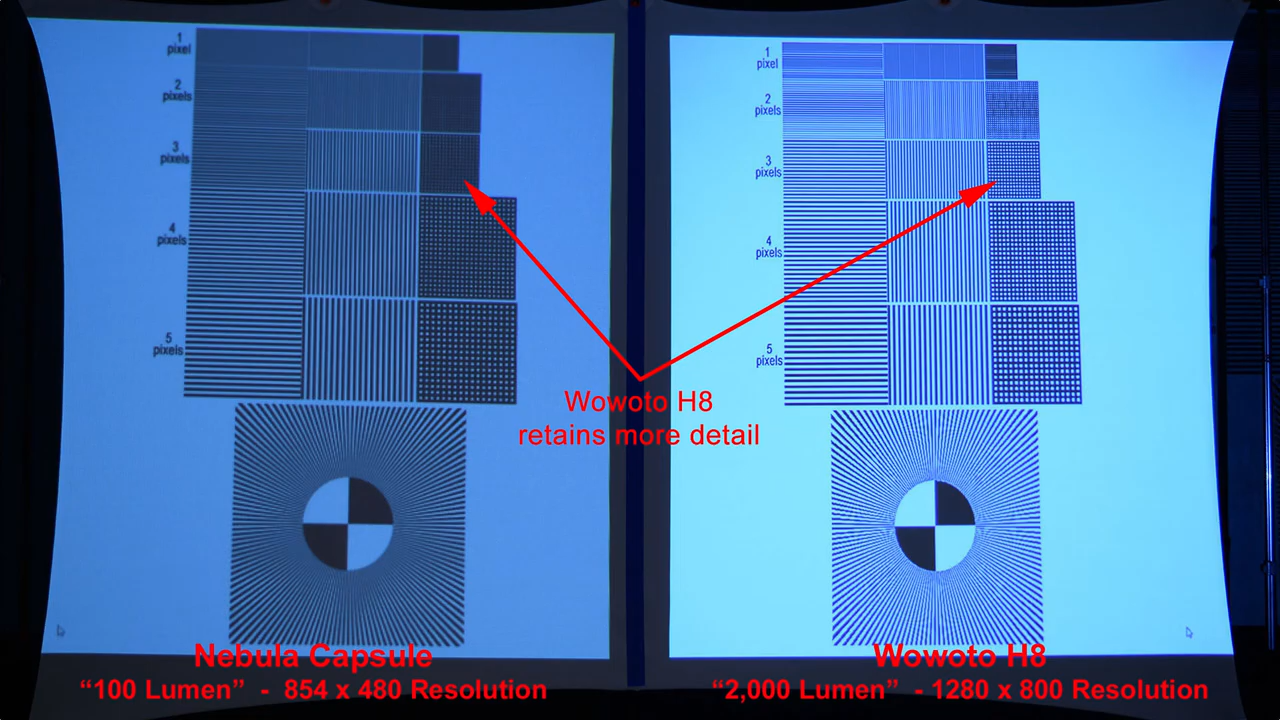 1
pixel
2
pixels
3
pixels
4
pixels
5
pixels
1
pixel
2
pixels
3
pixels
4
pixels
5
pixels
Wowoto H8
retains more detail
Nebula Capsule
“100 Lumen” - 854 x 480 Resolution
Wowoto H8
“2,000 Lumen” - 1280 x 800 Resolution